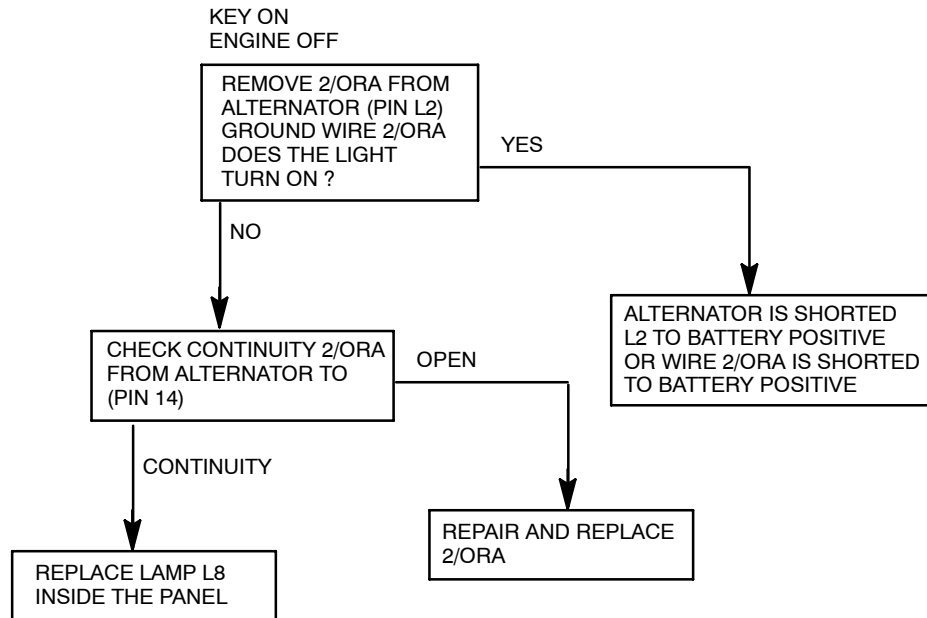 KEY ON
ENGINE OFF
REMOVE 2/ORA FROM
ALTERNATOR (PIN L2)
GROUND WIRE 2/ORA
DOES THE LIGHT
TURN ON ?
YES
NO
ALTERNATOR IS SHORTED
L2 TO BATTERY POSITIVE
OR WIRE 2/ORA IS SHORTED
TO BATTERY POSITIVE
CHECK CONTINUITY 2/ORA
FROM ALTERNATOR TO
(PIN 14)
OPEN
CONTINUITY
REPAIR AND REPLACE
2/ORA
REPLACE LAMP L8
INSIDE THE PANEL